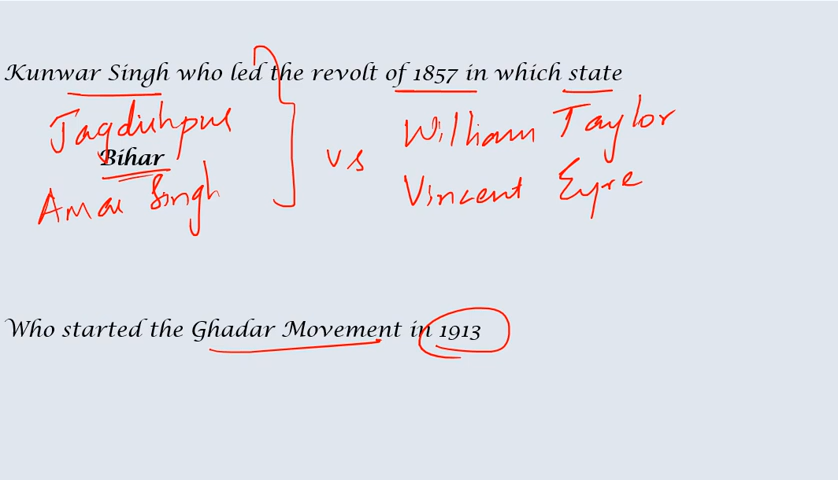 Kunwar Singh who led the revolt of 1857 in which state
Jagdishpur
Bihar
Amar Singh
vs
William Taylor
Vincent Eyre
Who started the Ghadar Movement in 1913